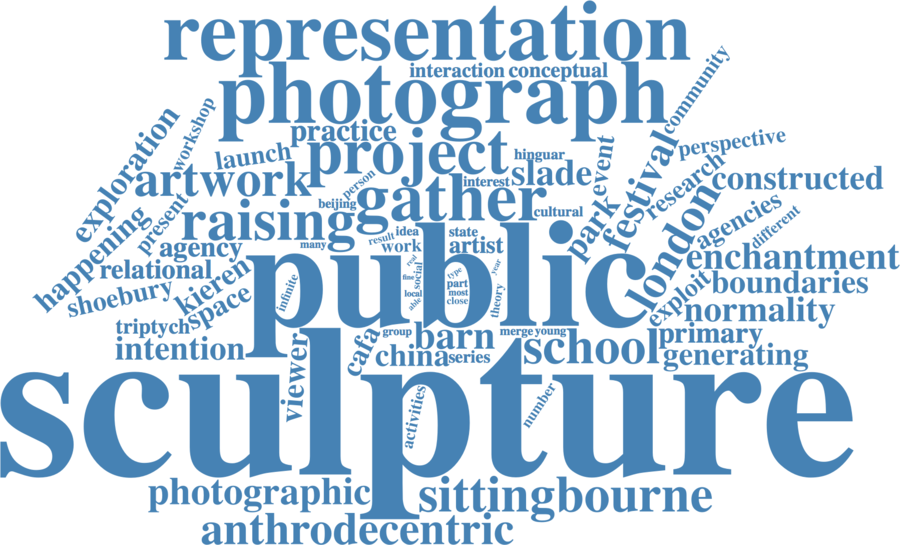 representation
interaction conceptual
photograph
community
workshop
practice
exploration
launch
project
hinguar
perspective
event
festival
artwork
person
interest
slade
research
constructed
present
beijing
gather
cultural
park
london
agencies
different
happening
raising
many
result
idea
work
state
artist
agency
relational
shoebury
kieren
space
infinite
public
real
social
fine
local
able
type
part
most
close
year
theory
enchantment
exploit
boundaries
normality
triptych
intention
viewer
cafa
group
barn
merge
young
primary
china
series
school
generating
sculpture
activities
number
photographic
sittingbourne
anthrodecentric